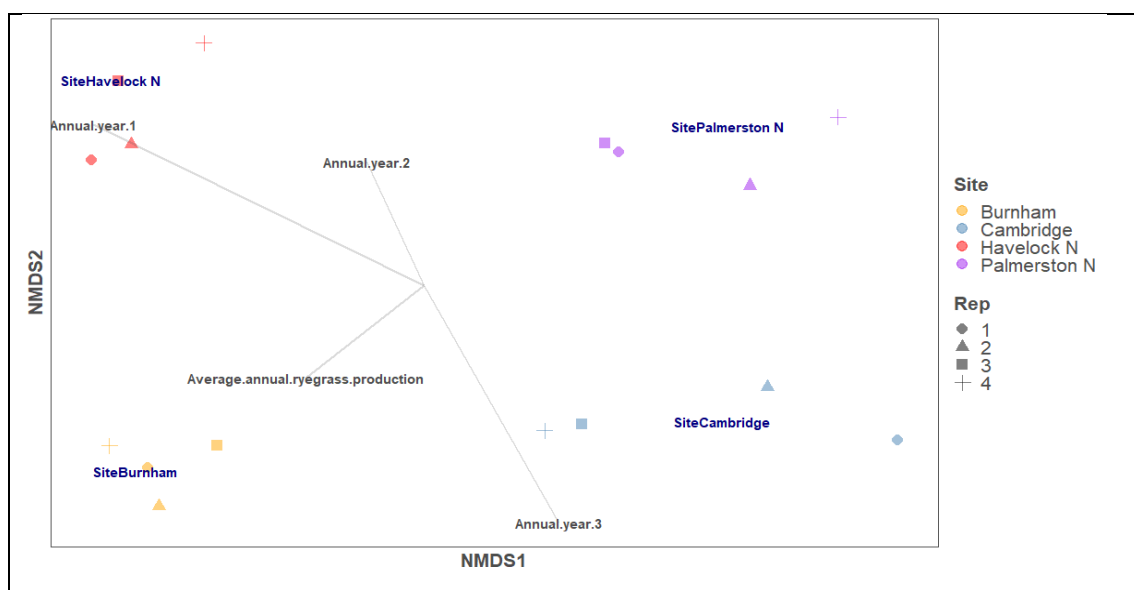 SiteHavelock N
Annual.year.1
Annual.year.2
SitePalmerston N
Average.annual.ryegrass.production
SiteBurnham
SiteCambridge
Annual.year.3
NMDS2
NMDS1
Site
Burnham
Cambridge
Havelock N
Palmerston N
Rep
1
2
3
4